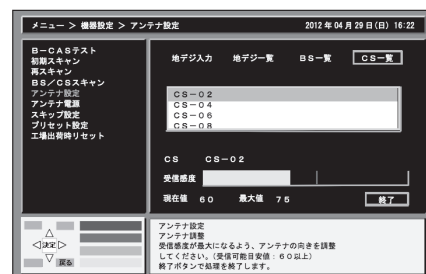 メニュー > 機器設定 > アンテナ設定 2012年04月29日(日) 16:22
B-CASテスト
初期スキャン
再スキャン
BS/CSスキャン
アンテナ設定
アンテナ電源
スキップ設定
プリセット設定
工場出荷時リセット
地デジ入力 地デジ一覧 BS一覧 CS一覧
CS-02
CS-04
CS-06
CS-08
CS CS-02
受信感度
現在値 60 最大値 75 終了
決定
戻る
アンテナ設定
アンテナ調整
受信感度が最大になるよう、アンテナの向きを調整
してください。(受信可能目安値:60以上)
終了ボタンで処理を終了します。